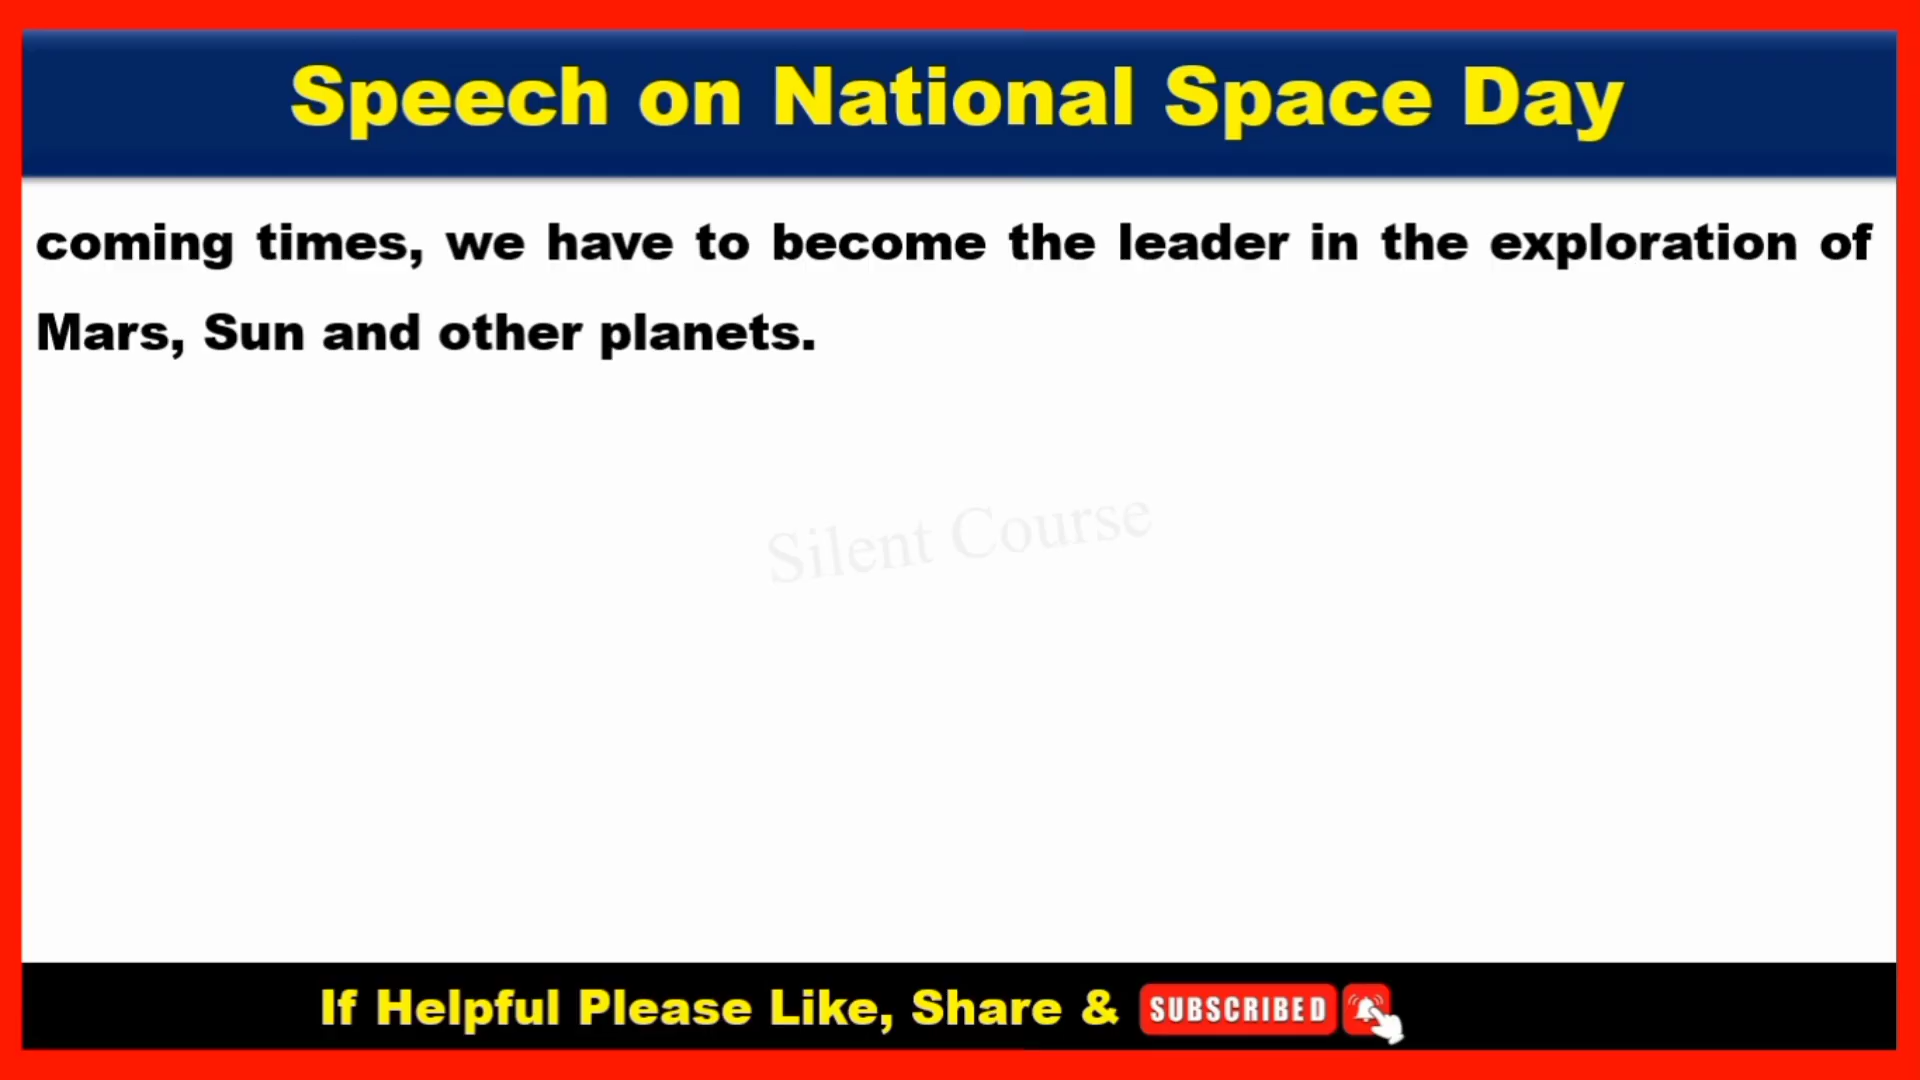 Speech on National Space Day
coming times, we have to become the leader in the exploration of
Mars, Sun and other planets.
Silent Course
If Helpful Please Like, Share & SUBSCRIBED